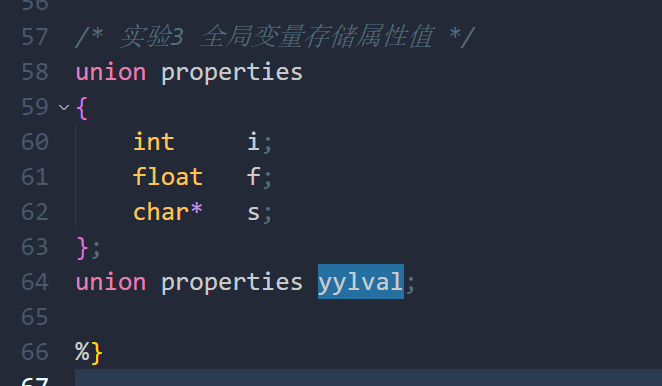 56
57 /* 实验3 全局变量存储属性值 */
58 union properties
59 {
60 int i;
61 float f;
62 char* s;
63 };
64 union properties yylval;
65
66 %}
67